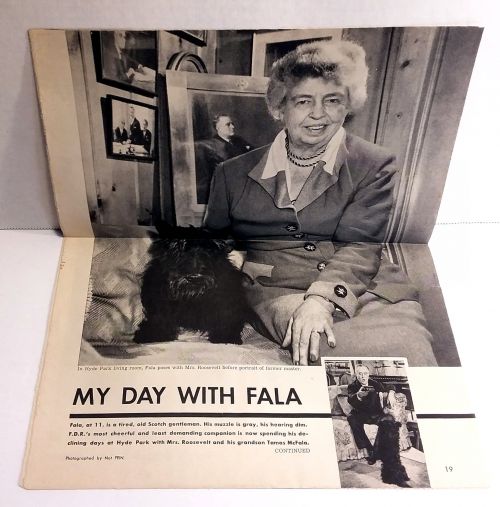 In Hyde Park living room, Fala poses with Mrs. Roosevelt before portrait of former master.
MY DAY WITH FALA
Fala, at 11, is a tired, old Scotch gentleman. His muzzle is gray, his hearing dim.
F.D.R.'s most cheerful and least demanding companion is now spending his de-
clining days at Hyde Park with Mrs. Roosevelt and his grandson Tamas McFala.
CONTINUED
Photographed by Nat FEIN
19